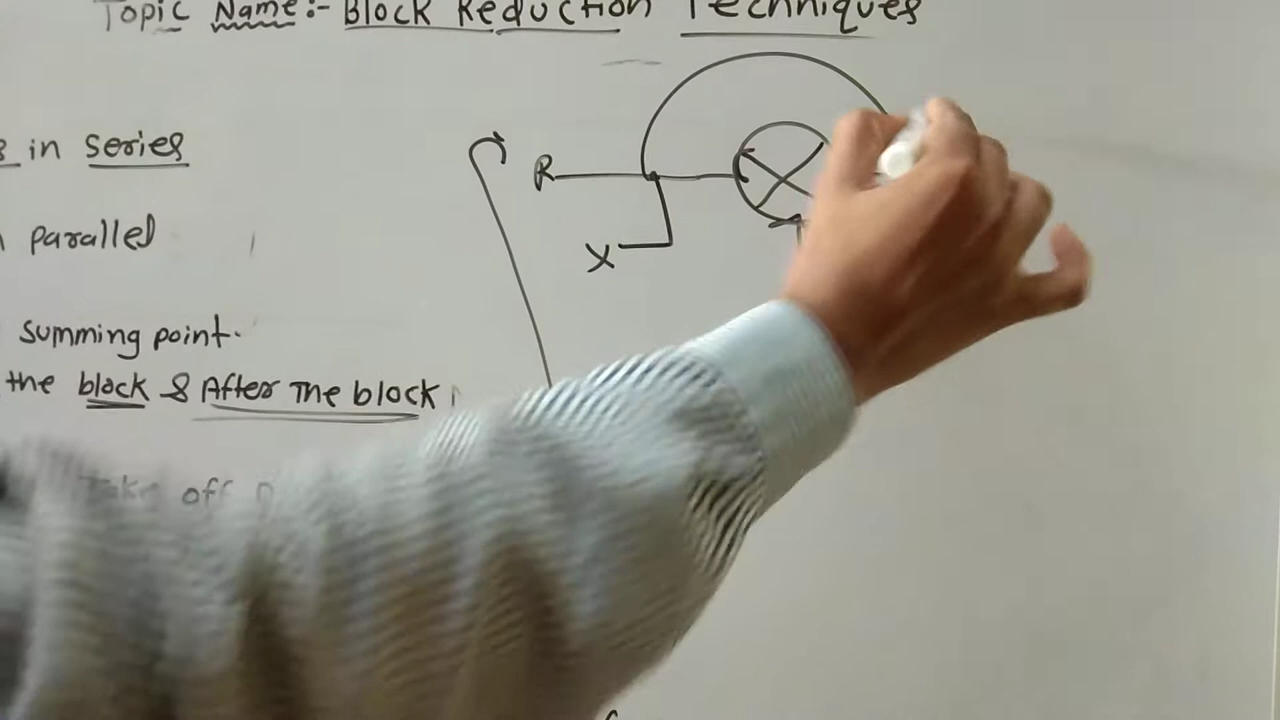 Topic Name:- Block Reduction Techniques
in series
R
parallel
X
summing point.
the block & After The block
Take off